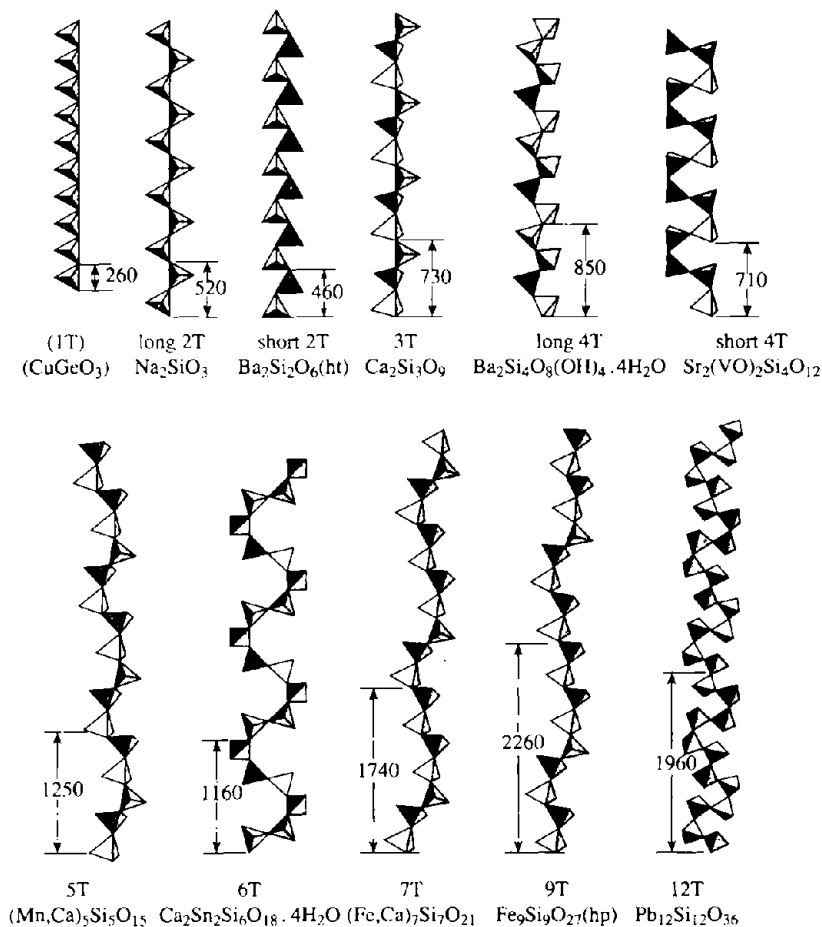 260
520
460
730
850
710
(1T) long 2T short 2T 3T long 4T short 4T
(CuGeO₃) Na₂SiO₃ Ba₂Si₂O₆(ht) Ca₂Si₃O₉ Ba₂Si₄O₈(OH)₄.4H₂O Sr₂(VO)₂Si₄O₁₂
1250
1160
1740
2260
1960
5T 6T 7T 9T 12T
(Mn,Ca)₅Si₅O₁₅ Ca₂Sn₂Si₆O₁₈.4H₂O (Fe,Ca)₇Si₇O₂₁ Fe₉Si₉O₂₇(hp) Pb₁₂Si₁₂O₃₆